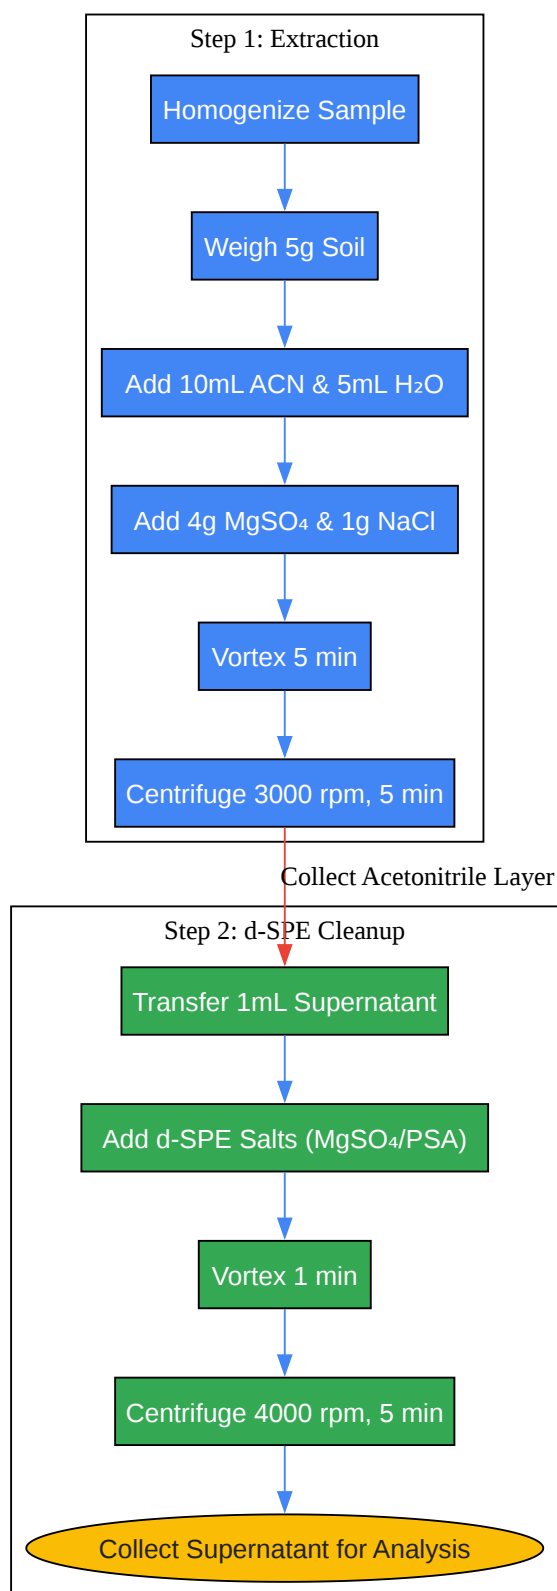 Step 1: Extraction
Homogenize Sample
Weigh 5g Soil
Add 10mL ACN & 5mL H₂O
Add 4g MgSO₄ & 1g NaCl
Vortex 5 min
Centrifuge 3000 rpm, 5 min
Collect Acetonitrile Layer
Step 2: d-SPE Cleanup
Transfer 1mL Supernatant
Add d-SPE Salts (MgSO₄/PSA)
Vortex 1 min
Centrifuge 4000 rpm, 5 min
Collect Supernatant for Analysis